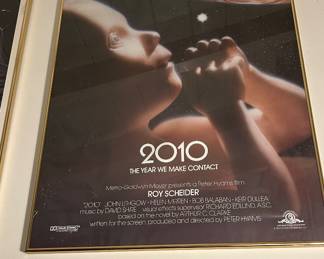 2010
THE YEAR WE MAKE CONTACT
Metro-Goldwyn-Mayer presents a Peter Hyams film
ROY SCHEIDER
"2010" JOHN LITHGOW · HELEN MIRREN · BOB BALABAN · KEIR DULLEA
music by DAVID SHIRE visual effects supervisor RICHARD EDLUND, A.S.C.
based on the novel by ARTHUR C. CLARKE
written for the screen, produced and directed by PETER HYAMS